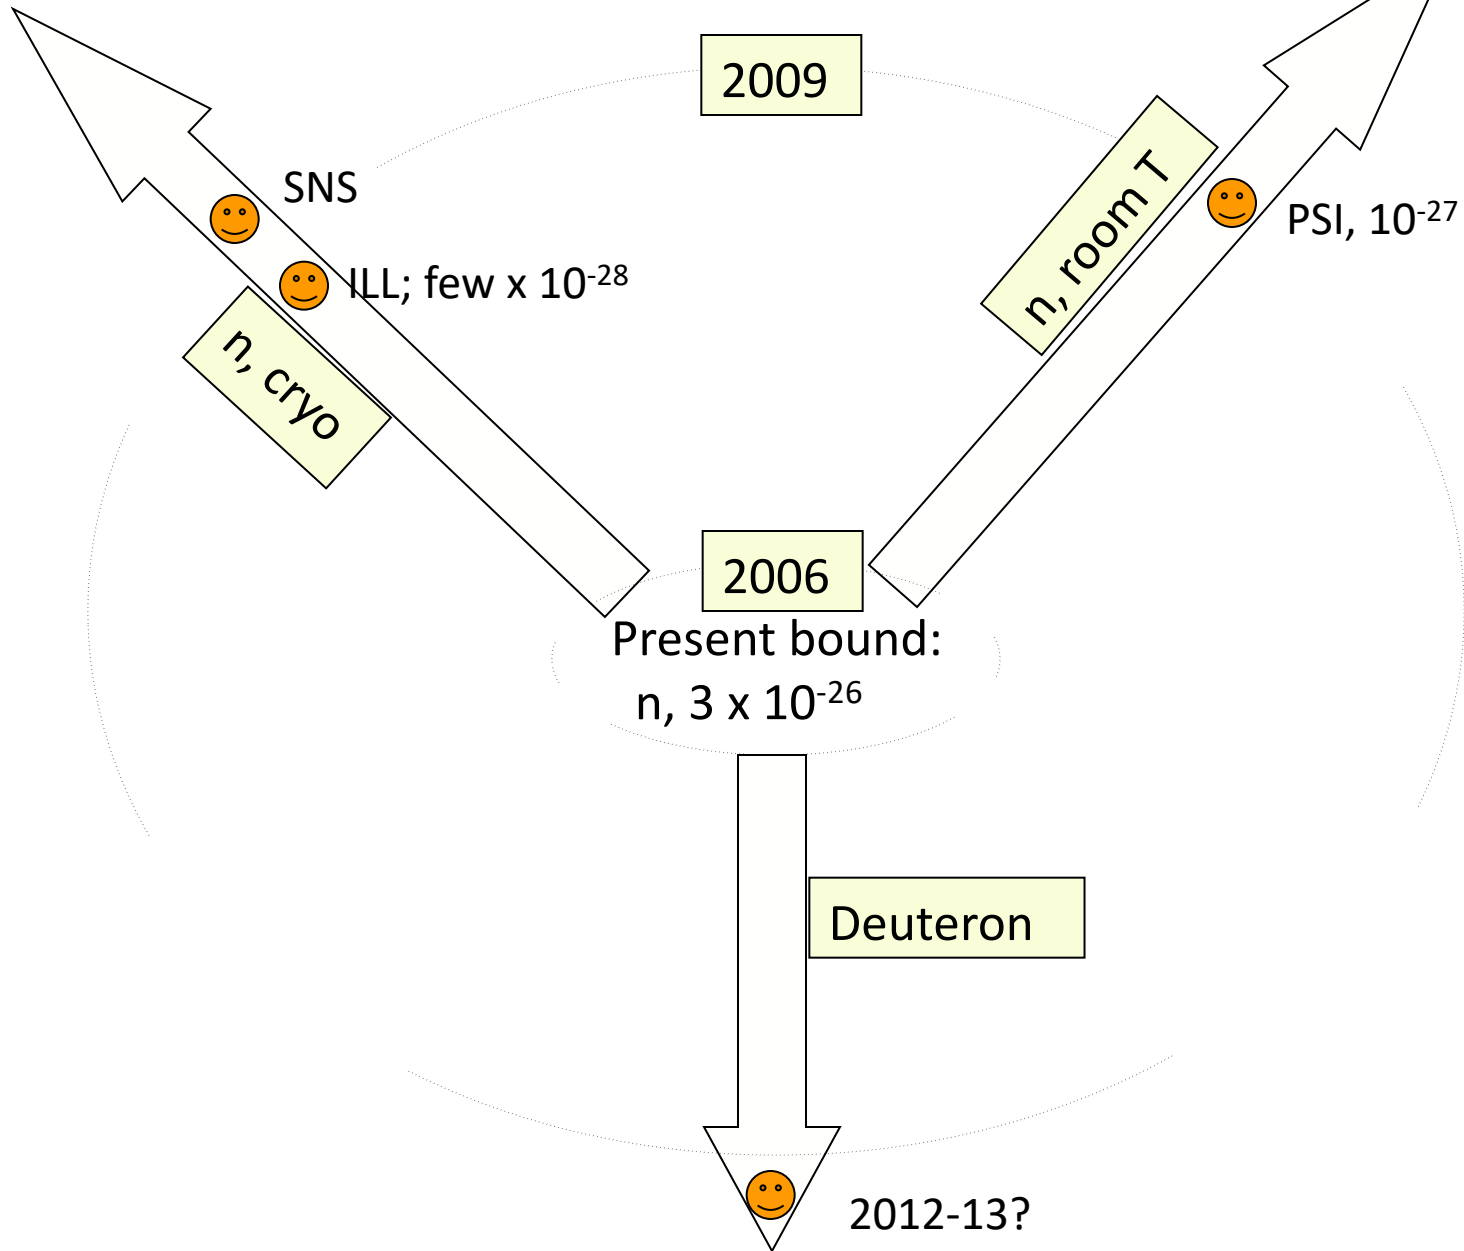 2009
SNS
n, room T
PSI, 10⁻²⁷
ILL; few x 10⁻²⁸
n, cryo
2006
Present bound:
n, 3 x 10⁻²⁶
Deuteron
2012-13?